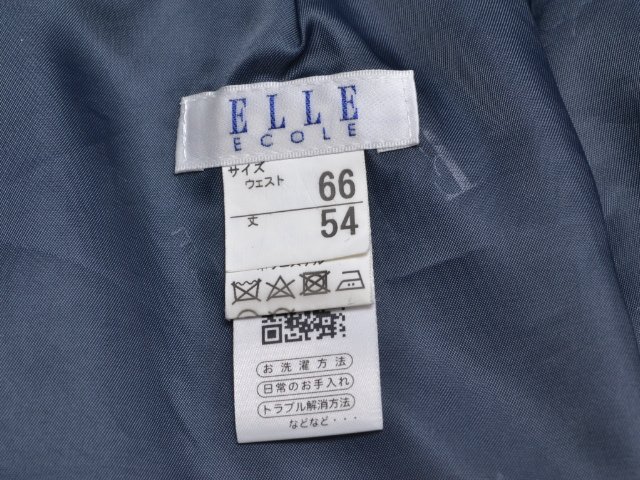 ELLE
ECOLE
サイズ
ウエスト 66
丈 54
お洗濯方法
日常のお手入れ
トラブル解消方法
などなど・・・